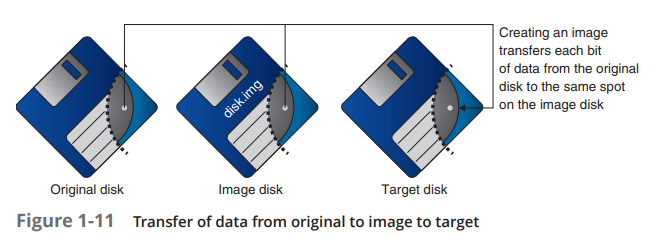 Creating an image
transfers each bit
of data from the original
disk to the same spot
on the image disk
disk.img
Original disk
Image disk
Target disk
Figure 1-11 Transfer of data from original to image to target